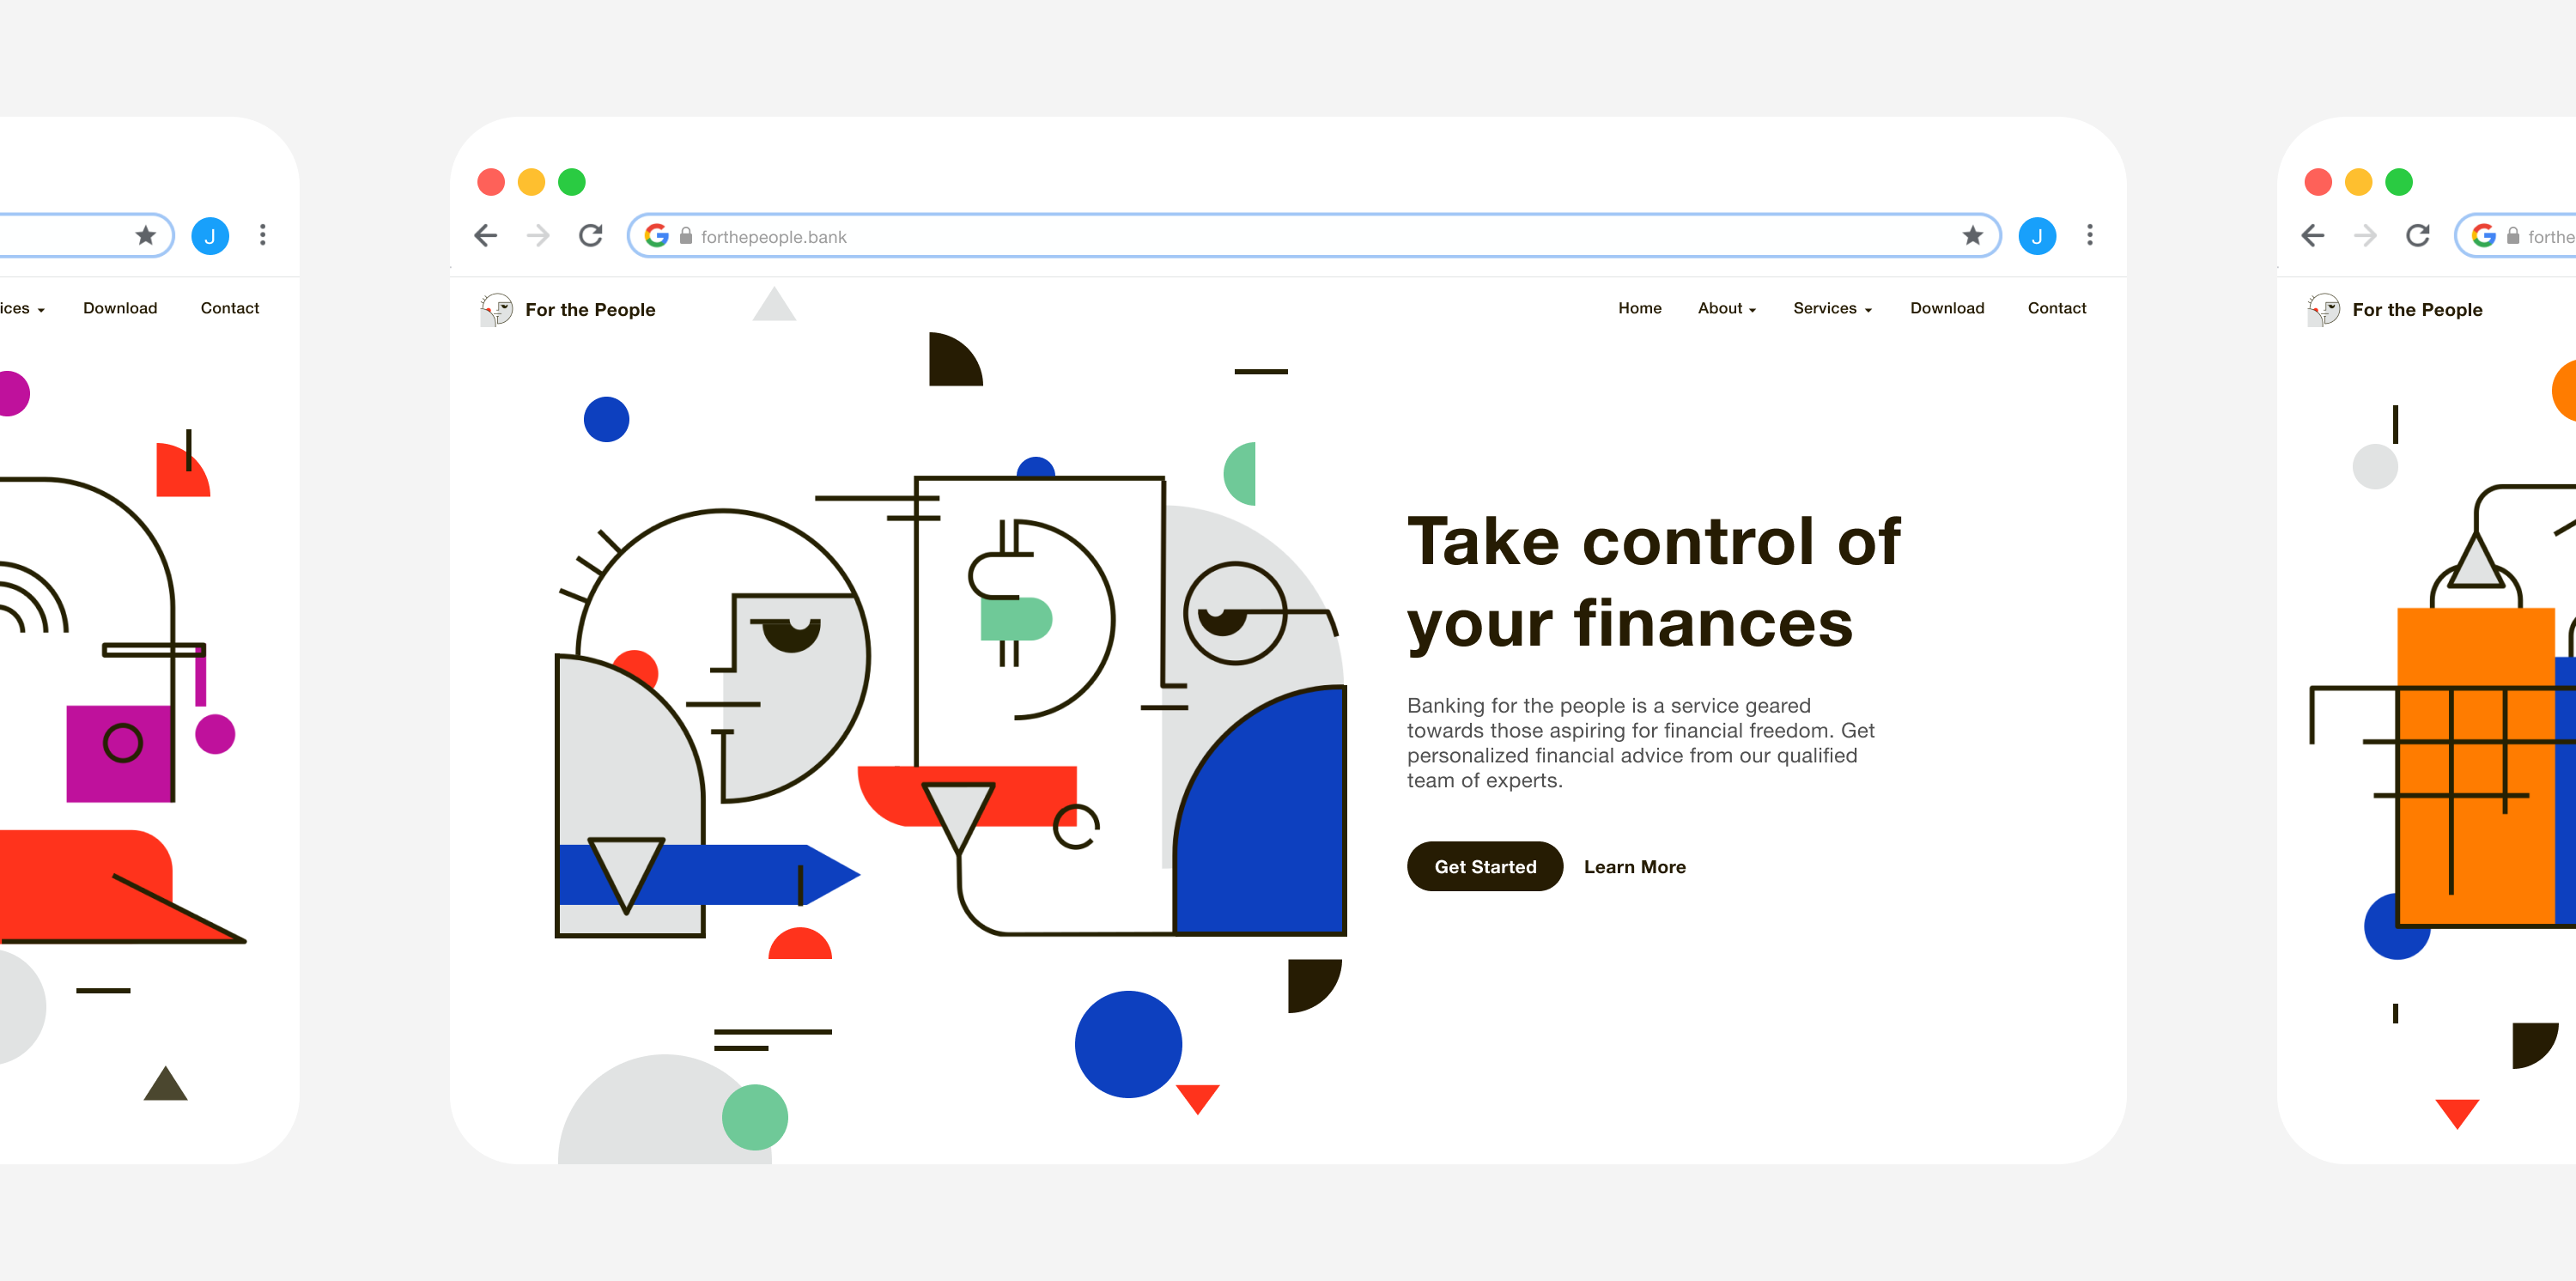 J
ices Download Contact
forthepeople.bank
J
For the People
Home About Services Download Contact
Take control of
your finances
Banking for the people is a service geared
towards those aspiring for financial freedom. Get
personalized financial advice from our qualified
team of experts.
Get Started Learn More
forthe
For the People